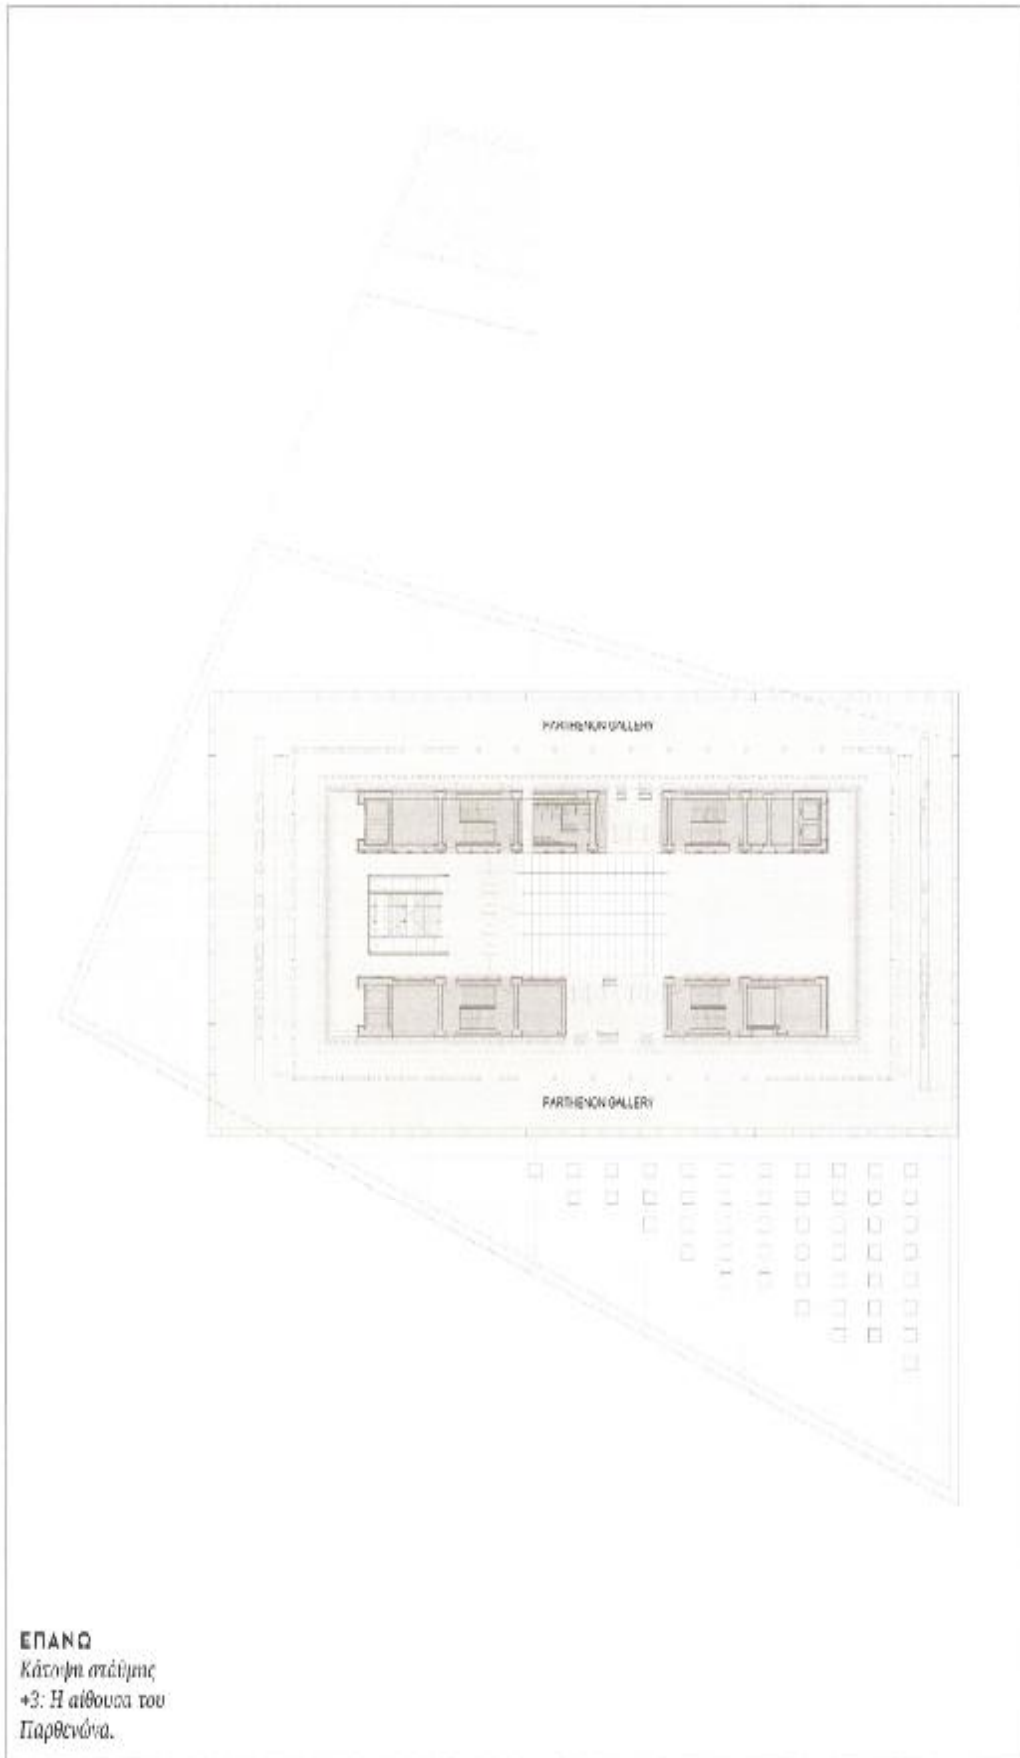 PARTHENON GALLERY
PARTHENON GALLERY
ΕΠΑΝΩ
Κάτοψη στάθμης
+3: Η αίθουσα του
Παρθενώνα.